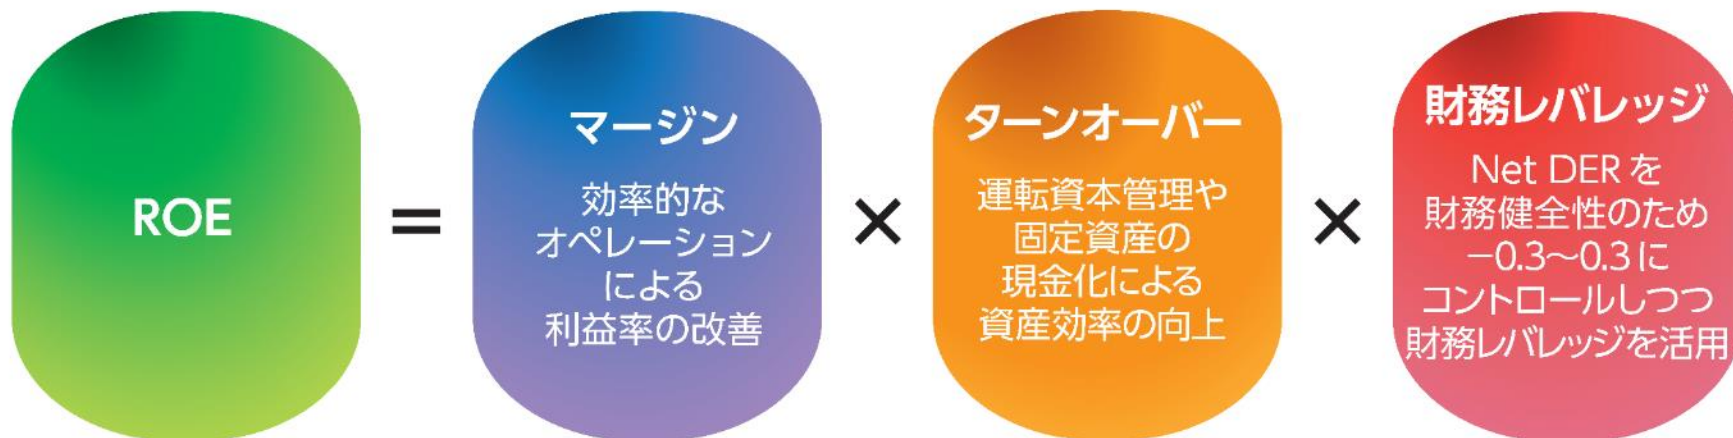 ROE
=
マージン
効率的な
オペレーション
による
利益率の改善
×
ターンオーバー
運転資本管理や
固定資産の
現金化による
資産効率の向上
×
財務レバレッジ
Net DER を
財務健全性のため
−0.3～0.3に
コントロールしつつ
財務レバレッジを活用